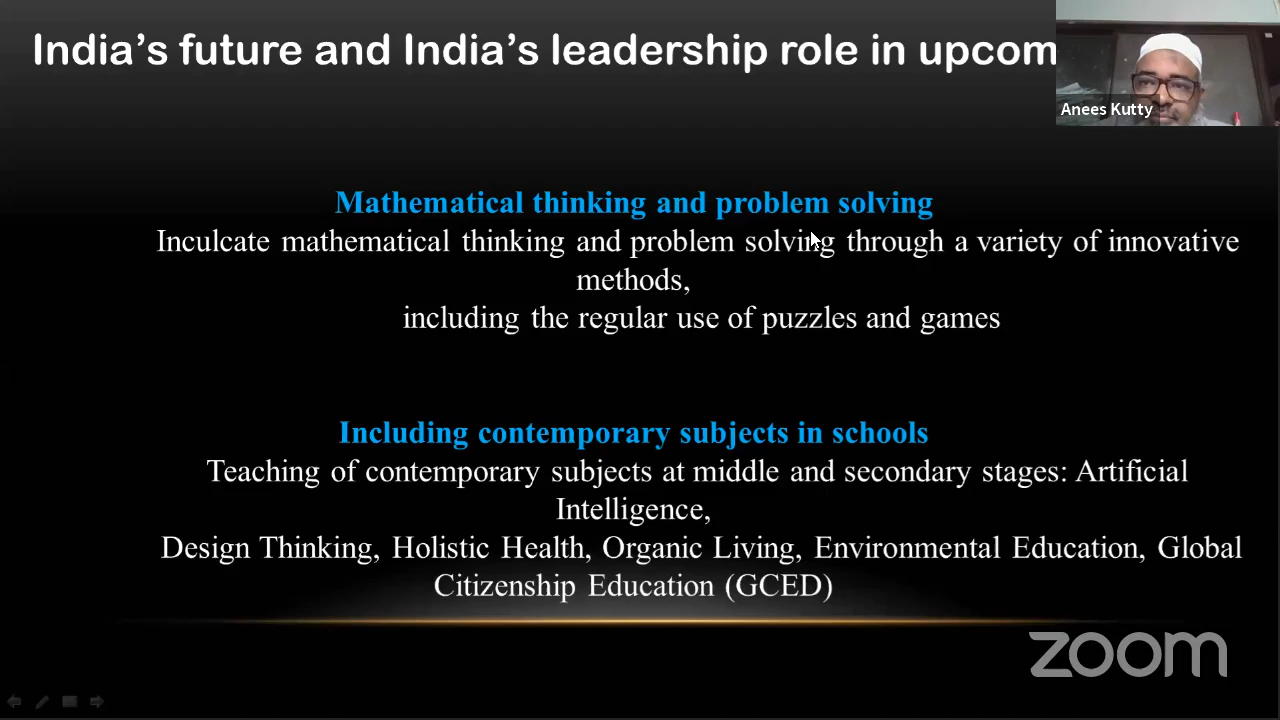 India's future and India's leadership role in upcom
Anees Kutty
Mathematical thinking and problem solving
Inculcate mathematical thinking and problem solving through a variety of innovative
methods,
including the regular use of puzzles and games
Including contemporary subjects in schools
Teaching of contemporary subjects at middle and secondary stages: Artificial
Intelligence,
Design Thinking, Holistic Health, Organic Living, Environmental Education, Global
Citizenship Education (GCED)
zoom